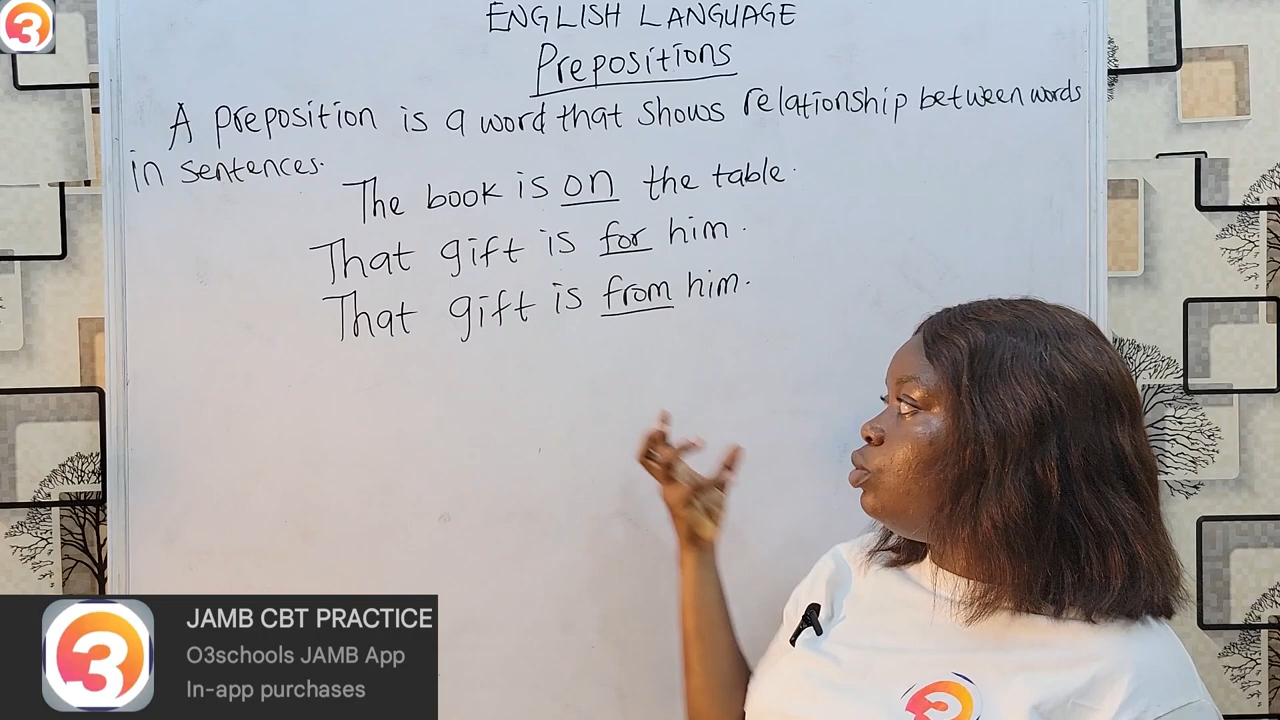 ENGLISH LANGUAGE
Prepositions
A preposition is a word that shows relationship between words
in sentences.
The book is on the table.
That gift is for him.
That gift is from him.
JAMB CBT PRACTICE
O3schools JAMB App
In-app purchases